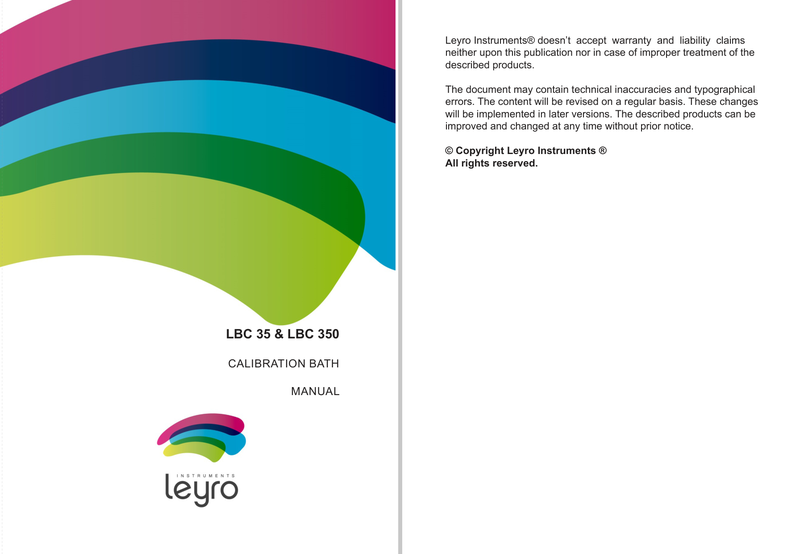 LBC 35 & LBC 350
CALIBRATION BATH
MANUAL
INSTRUMENTS
leyro
Leyro Instruments® doesn't accept warranty and liability claims
neither upon this publication nor in case of improper treatment of the
described products.
The document may contain technical inaccuracies and typographical
errors. The content will be revised on a regular basis. These changes
will be implemented in later versions. The described products can be
improved and changed at any time without prior notice.
© Copyright Leyro Instruments ®
All rights reserved.